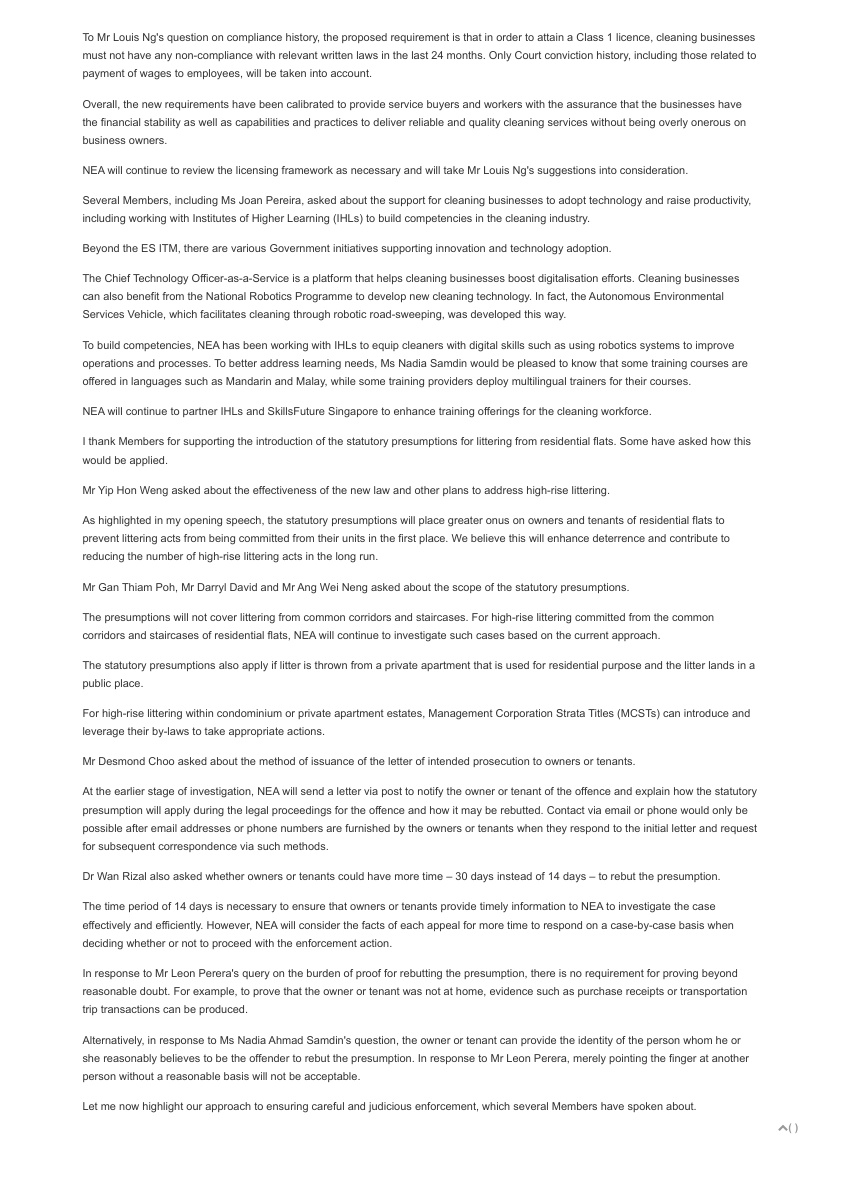 To Mr Louis Ng's question on compliance history, the proposed requirement is that in order to attain a Class 1 licence, cleaning businesses
must not have any non-compliance with relevant written laws in the last 24 months. Only Court conviction history, including those related to
payment of wages to employees, will be taken into account.
Overall, the new requirements have been calibrated to provide service buyers and workers with the assurance that the businesses have
the financial stability as well as capabilities and practices to deliver reliable and quality cleaning services without being overly onerous on
business owners.
NEA will continue to review the licensing framework as necessary and will take Mr Louis Ng's suggestions into consideration.
Several Members, including Ms Joan Pereira, asked about the support for cleaning businesses to adopt technology and raise productivity,
including working with Institutes of Higher Learning (IHLs) to build competencies in the cleaning industry.
Beyond the ES ITM, there are various Government initiatives supporting innovation and technology adoption.
The Chief Technology Officer-as-a-Service is a platform that helps cleaning businesses boost digitalisation efforts. Cleaning businesses
can also benefit from the National Robotics Programme to develop new cleaning technology. In fact, the Autonomous Environmental
Services Vehicle, which facilitates cleaning through robotic road-sweeping, was developed this way.
To build competencies, NEA has been working with IHLs to equip cleaners with digital skills such as using robotics systems to improve
operations and processes. To better address learning needs, Ms Nadia Samdin would be pleased to know that some training courses are
offered in languages such as Mandarin and Malay, while some training providers deploy multilingual trainers for their courses.
NEA will continue to partner IHLs and SkillsFuture Singapore to enhance training offerings for the cleaning workforce.
I thank Members for supporting the introduction of the statutory presumptions for littering from residential flats. Some have asked how this
would be applied.
Mr Yip Hon Weng asked about the effectiveness of the new law and other plans to address high-rise littering.
As highlighted in my opening speech, the statutory presumptions will place greater onus on owners and tenants of residential flats to
prevent littering acts from being committed from their units in the first place. We believe this will enhance deterrence and contribute to
reducing the number of high-rise littering acts in the long run.
Mr Gan Thiam Poh, Mr Darryl David and Mr Ang Wei Neng asked about the scope of the statutory presumptions.
The presumptions will not cover littering from common corridors and staircases. For high-rise littering committed from the common
corridors and staircases of residential flats, NEA will continue to investigate such cases based on the current approach.
The statutory presumptions also apply if litter is thrown from a private apartment that is used for residential purpose and the litter lands in a
public place.
For high-rise littering within condominium or private apartment estates, Management Corporation Strata Titles (MCSTs) can introduce and
leverage their by-laws to take appropriate actions.
Mr Desmond Choo asked about the method of issuance of the letter of intended prosecution to owners or tenants.
At the earlier stage of investigation, NEA will send a letter via post to notify the owner or tenant of the offence and explain how the statutory
presumption will apply during the legal proceedings for the offence and how it may be rebutted. Contact via email or phone would only be
possible after email addresses or phone numbers are furnished by the owners or tenants when they respond to the initial letter and request
for subsequent correspondence via such methods.
Dr Wan Rizal also asked whether owners or tenants could have more time – 30 days instead of 14 days – to rebut the presumption.
The time period of 14 days is necessary to ensure that owners or tenants provide timely information to NEA to investigate the case
effectively and efficiently. However, NEA will consider the facts of each appeal for more time to respond on a case-by-case basis when
deciding whether or not to proceed with the enforcement action.
In response to Mr Leon Perera's query on the burden of proof for rebutting the presumption, there is no requirement for proving beyond
reasonable doubt. For example, to prove that the owner or tenant was not at home, evidence such as purchase receipts or transportation
trip transactions can be produced.
Alternatively, in response to Ms Nadia Ahmad Samdin's question, the owner or tenant can provide the identity of the person whom he or
she reasonably believes to be the offender to rebut the presumption. In response to Mr Leon Perera, merely pointing the finger at another
person without a reasonable basis will not be acceptable.
Let me now highlight our approach to ensuring careful and judicious enforcement, which several Members have spoken about.
( )